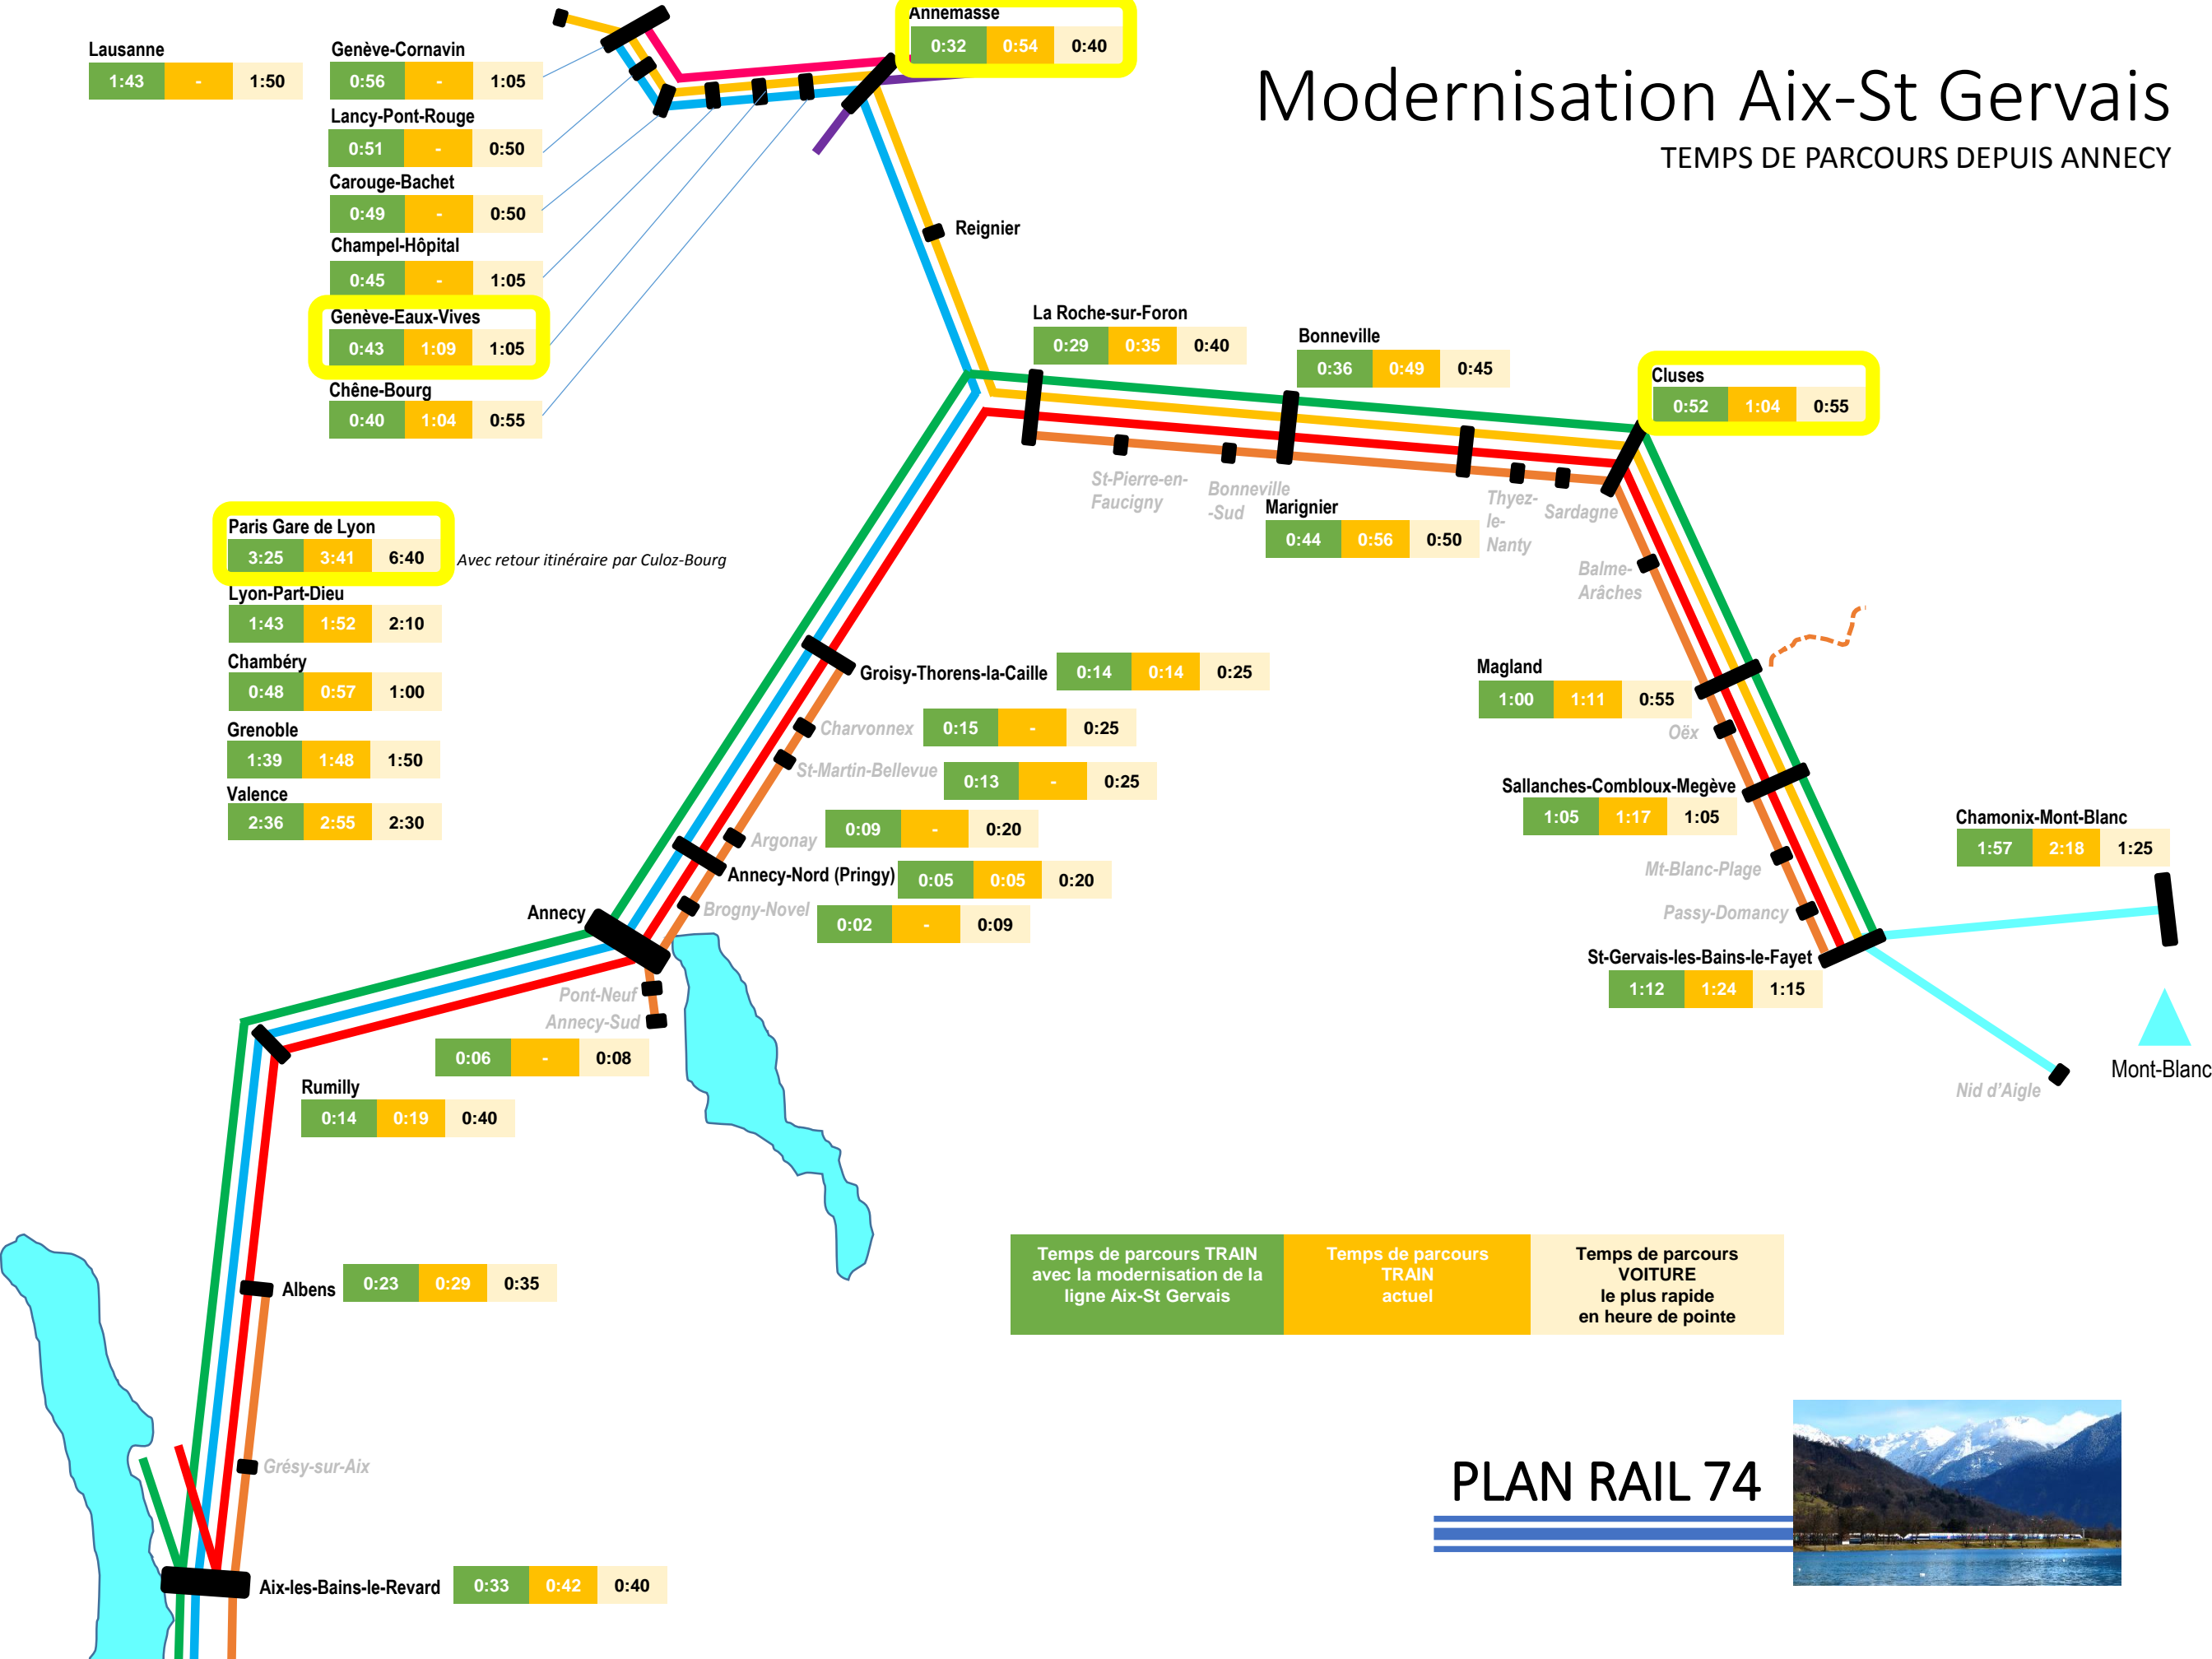 Modernisation Aix-St Gervais
TEMPS DE PARCOURS DEPUIS ANNECY
Annemasse
0:32 0:54 0:40
Lausanne
1:43 - 1:50
Genève-Cornavin
0:56 - 1:05
Lancy-Pont-Rouge
0:51 - 0:50
Carouge-Bachet
0:49 - 0:50
Champel-Hôpital
0:45 - 1:05
Genève-Eaux-Vives
0:43 1:09 1:05
Chêne-Bourg
0:40 1:04 0:55
Reignier
La Roche-sur-Foron
0:29 0:35 0:40
Bonneville
0:36 0:49 0:45
Cluses
0:52 1:04 0:55
St-Pierre-en-
Faucigny
Bonneville
-Sud
Marignier
0:44 0:56 0:50
Thyez-
le-
Nanty
Sardagne
Balme-
Arâches
Paris Gare de Lyon
3:25 3:41 6:40
Avec retour itinéraire par Culoz-Bourg
Lyon-Part-Dieu
1:43 1:52 2:10
Chambéry
0:48 0:57 1:00
Grenoble
1:39 1:48 1:50
Valence
2:36 2:55 2:30
Groisy-Thorens-la-Caille 0:14 0:14 0:25
Charvonnex 0:15 - 0:25
St-Martin-Bellevue 0:13 - 0:25
Argonay 0:09 - 0:20
Annecy-Nord (Pringy) 0:05 0:05 0:20
Brogny-Novel 0:02 - 0:09
Annecy
Magland
1:00 1:11 0:55
Oëx
Sallanches-Combloux-Megève
1:05 1:17 1:05
Mt-Blanc-Plage
Passy-Domancy
St-Gervais-les-Bains-le-Fayet
1:12 1:24 1:15
Chamonix-Mont-Blanc
1:57 2:18 1:25
Mont-Blanc
Nid d'Aigle
Pont-Neuf
Annecy-Sud
0:06 - 0:08
Rumilly
0:14 0:19 0:40
Albens 0:23 0:29 0:35
Grésy-sur-Aix
Aix-les-Bains-le-Revard 0:33 0:42 0:40
Temps de parcours TRAIN
avec la modernisation de la
ligne Aix-St Gervais
Temps de parcours
TRAIN
actuel
Temps de parcours
VOITURE
le plus rapide
en heure de pointe
PLAN RAIL 74